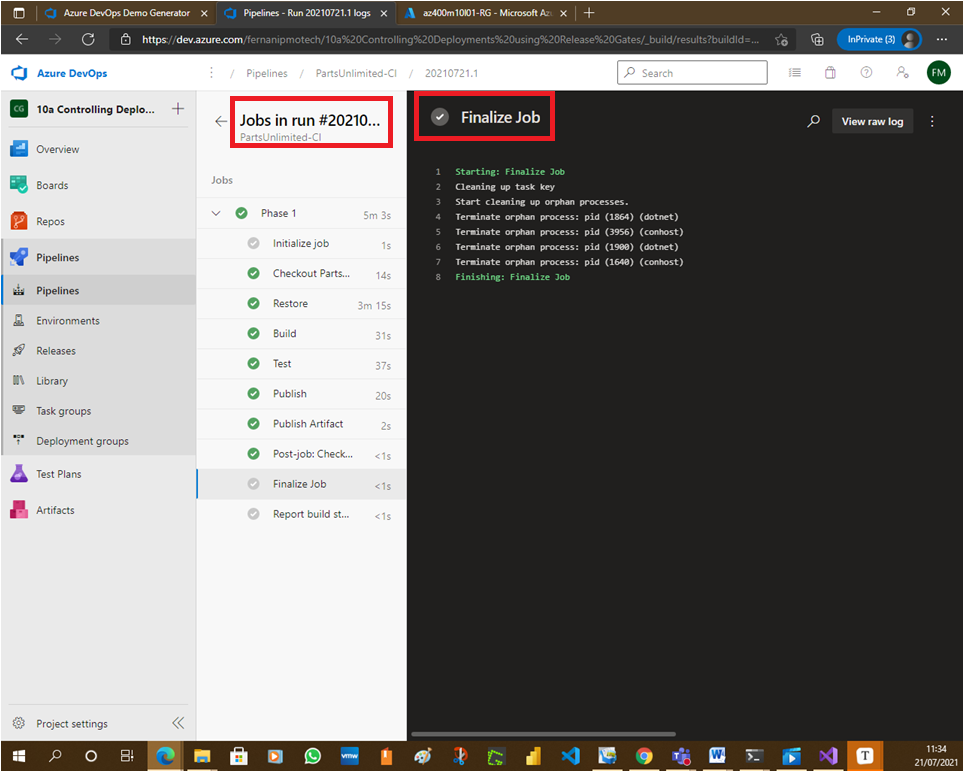 Azure DevOps Demo Generator
Pipelines - Run 20210721.1 logs
az400m10l01-RG - Microsoft Az
https://dev.azure.com/fernanipmotech/10a%20Controlling%20Deployments%20using%20Release%20Gates/_build/results?buildId=...
InPrivate (3)
Azure DevOps
/ Pipelines / PartsUnlimited-CI / 20210721.1
Search
FM
CG
10a Controlling Deplo...
Overview
Boards
Repos
Pipelines
Pipelines
Environments
Releases
Library
Task groups
Deployment groups
Test Plans
Artifacts
Project settings
Jobs in run #20210...
PartsUnlimited-CI
Jobs
Phase 1 5m 3s
Initialize job 1s
Checkout Parts... 14s
Restore 3m 15s
Build 31s
Test 37s
Publish 20s
Publish Artifact 2s
Post-job: Check... <1s
Finalize Job <1s
Report build st... <1s
Finalize Job
View raw log
1 Starting: Finalize Job
2 Cleaning up task key
3 Start cleaning up orphan processes.
4 Terminate orphan process: pid (1864) (dotnet)
5 Terminate orphan process: pid (3956) (conhost)
6 Terminate orphan process: pid (1900) (dotnet)
7 Terminate orphan process: pid (1640) (conhost)
8 Finishing: Finalize Job
vmw
T
11:34
21/07/2021